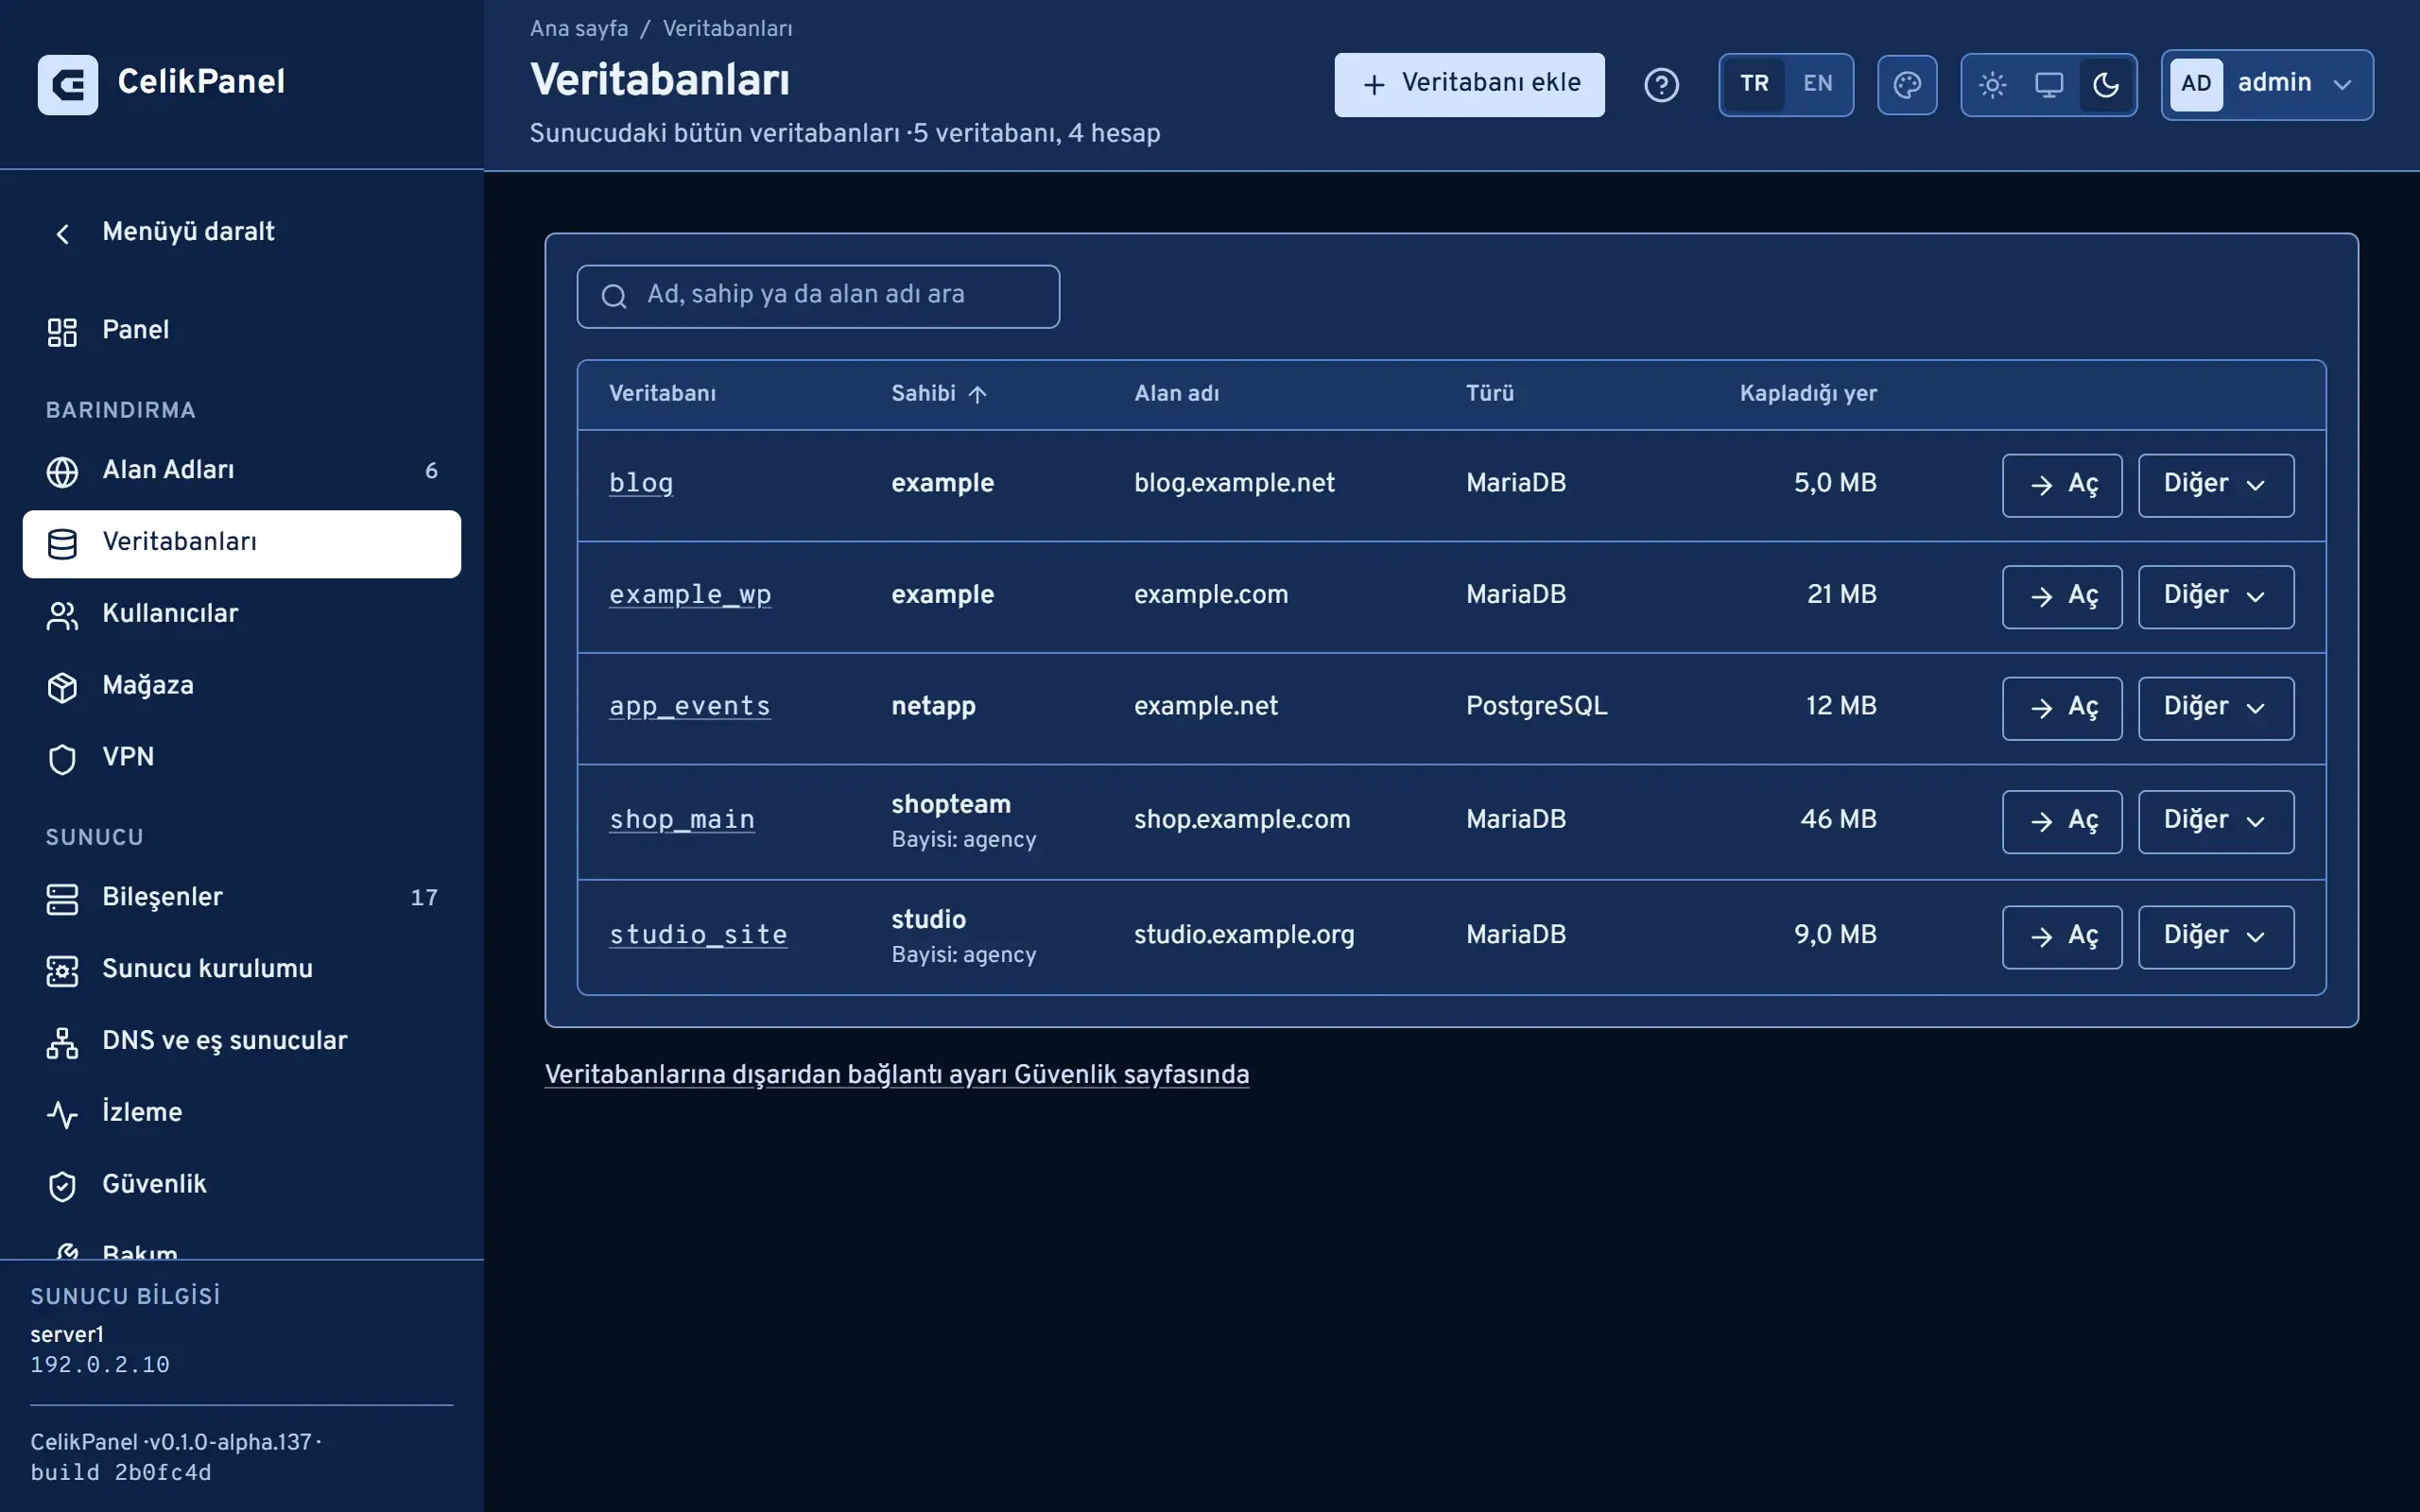 CelikPanel
Menüyü daralt
Panel
BARINDIRMA
Alan Adları 6
Veritabanları
Kullanıcılar
Mağaza
VPN
SUNUCU
Bileşenler 17
Sunucu kurulumu
DNS ve eş sunucular
İzleme
Güvenlik
Bakım
SUNUCU BİLGİSİ
server1
192.0.2.10
CelikPanel ·v0.1.0-alpha.137·
build 2b0fc4d
Ana sayfa / Veritabanları
Veritabanları
Sunucudaki bütün veritabanları ·5 veritabanı, 4 hesap
Veritabanı ekle
TR EN
AD admin
Ad, sahip ya da alan adı ara
Veritabanı Sahibi Alan adı Türü Kapladığı yer
blog example blog.example.net MariaDB 5,0 MB Aç Diğer
example_wp example example.com MariaDB 21 MB Aç Diğer
app_events netapp example.net PostgreSQL 12 MB Aç Diğer
shop_main shopteam shop.example.com MariaDB 46 MB Aç Diğer
Bayisi: agency
studio_site studio studio.example.org MariaDB 9,0 MB Aç Diğer
Bayisi: agency
Veritabanlarına dışarıdan bağlantı ayarı Güvenlik sayfasında